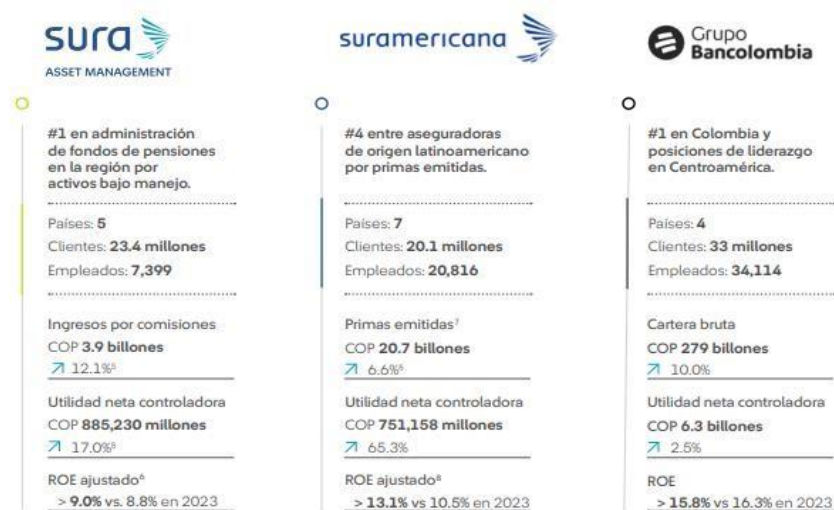 sura
ASSET MANAGEMENT
#1 en administración
de fondos de pensiones
en la región por
activos bajo manejo.
Países: 5
Clientes: 23.4 millones
Empleados: 7,399
Ingresos por comisiones
COP 3.9 billones
↗ 12.1%⁵
Utilidad neta controladora
COP 885,230 millones
↗ 17.0%⁵
ROE ajustado⁶
> 9.0% vs. 8.8% en 2023
suramericana
#4 entre aseguradoras
de origen latinoamericano
por primas emitidas.
Países: 7
Clientes: 20.1 millones
Empleados: 20,816
Primas emitidas⁷
COP 20.7 billones
↗ 6.6%⁵
Utilidad neta controladora
COP 751,158 millones
↗ 65.3%
ROE ajustado⁸
> 13.1% vs 10.5% en 2023
Grupo
Bancolombia
#1 en Colombia y
posiciones de liderazgo
en Centroamérica.
Países: 4
Clientes: 33 millones
Empleados: 34,114
Cartera bruta
COP 279 billones
↗ 10.0%
Utilidad neta controladora
COP 6.3 billones
↗ 2.5%
ROE
> 15.8% vs 16.3% en 2023